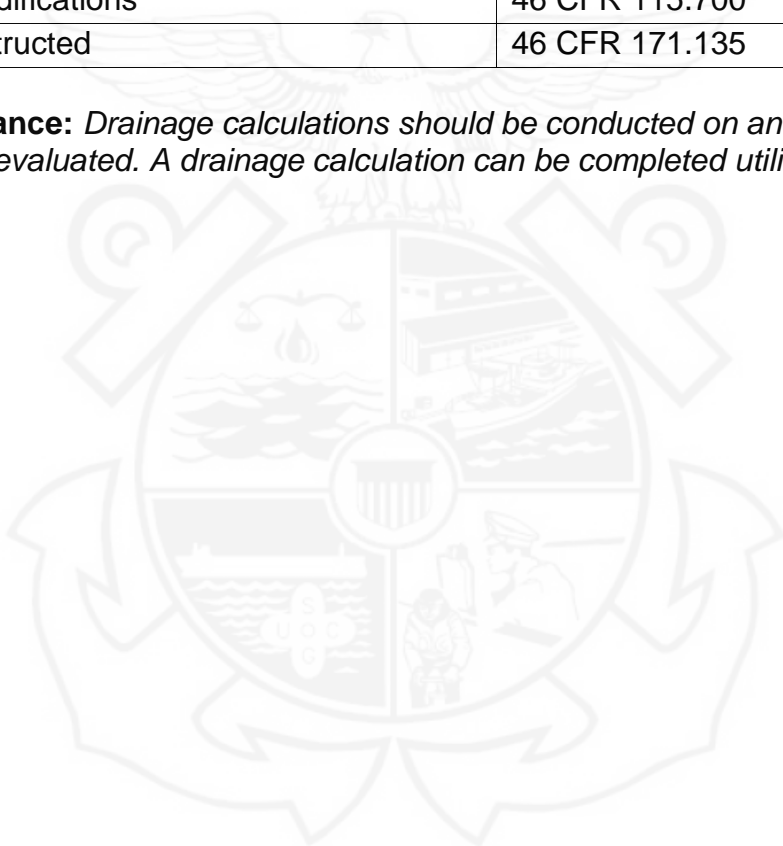 difications 46 CFR 115.700
tructed 46 CFR 171.135
ance: Drainage calculations should be conducted on an
evaluated. A drainage calculation can be completed utili
S
U O C
G